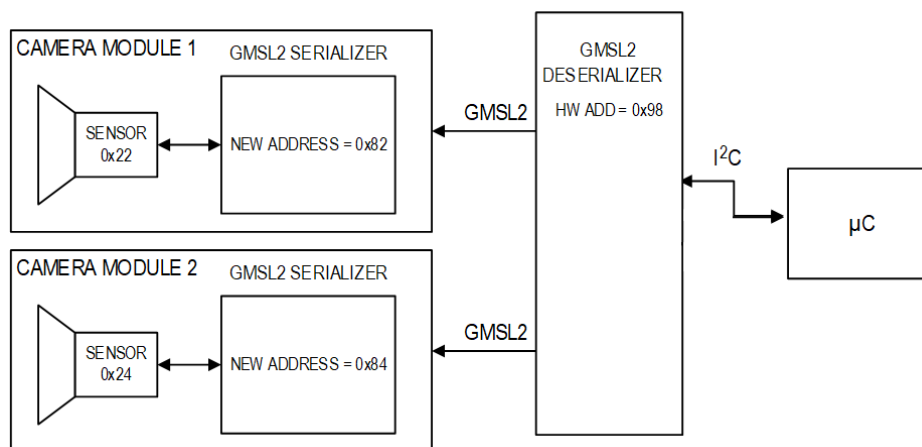 CAMERA MODULE 1
GMSL2 SERIALIZER
SENSOR
0x22
NEW ADDRESS = 0x82
GMSL2
GMSL2
DESERIALIZER
HW ADD = 0x98
I²C
µC
CAMERA MODULE 2
GMSL2 SERIALIZER
SENSOR
0x24
NEW ADDRESS = 0x84
GMSL2